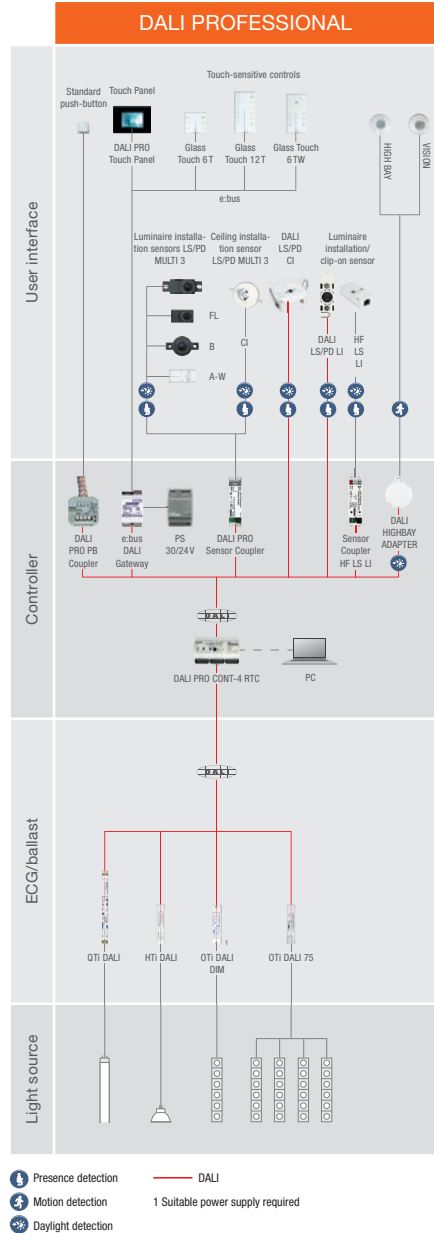 DALI PROFESSIONAL
User interface
Standard
push-button
Touch Panel
DALI PRO
Touch Panel
Touch-sensitive controls
Glass
Touch 6 T
Glass
Touch 12 T
Glass Touch
6 TW
HIGH BAY
VISION
e:bus
Luminaire installa-
tion sensors LS/PD
MULTI 3
Ceiling installa-
tion sensor
LS/PD MULTI 3
DALI
LS/PD
CI
Luminaire
installation/
clip-on sensor
FL
B
A-W
CI
DALI
LS/PD LI
HF
LS
LI
Controller
DALI
PRO PB
Coupler
e:bus
DALI
Gateway
PS
30/24 V
DALI PRO
Sensor Coupler
Sensor
Coupler
HF LS LI
DALI
HIGHBAY
ADAPTER
DALI
DALI PRO CONT-4 RTC
PC
ECG/ballast
DALI
QTi DALI
HTi DALI
1
OTi DALI
DIM
OTi DALI 75
Light source
Presence detection
Motion detection
Daylight detection
DALI
1 Suitable power supply required